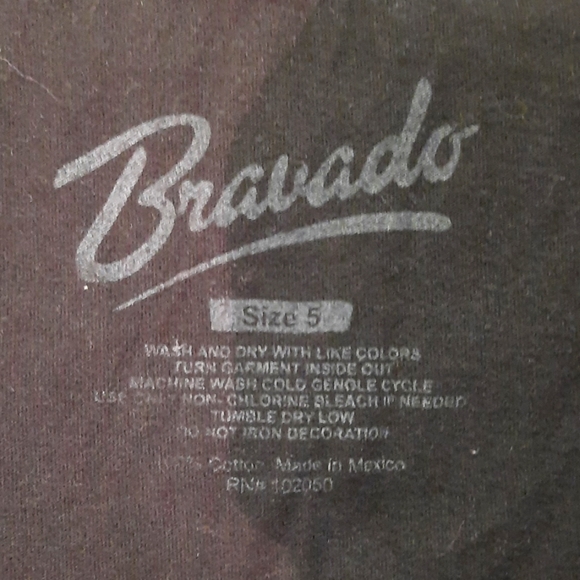 Bravado
Size 5
WASH AND DRY WITH LIKE COLORS
TURN GARMENT INSIDE OUT
MACHINE WASH COLD GENGLE CYCLE
USE ONLY NON-CHLORINE BLEACH IF NEEDED
TUMBLE DRY LOW
DO NOT IRON DECORATION
100% Cotton Made in Mexico
RN# 102050